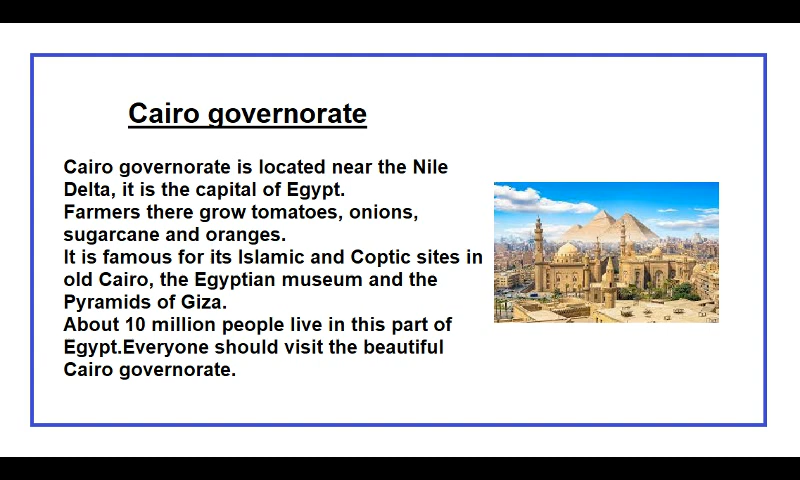 Cairo governorate
Cairo governorate is located near the Nile
Delta, it is the capital of Egypt.
Farmers there grow tomatoes, onions,
sugarcane and oranges.
It is famous for its Islamic and Coptic sites in
old Cairo, the Egyptian museum and the
Pyramids of Giza.
About 10 million people live in this part of
Egypt.Everyone should visit the beautiful
Cairo governorate.